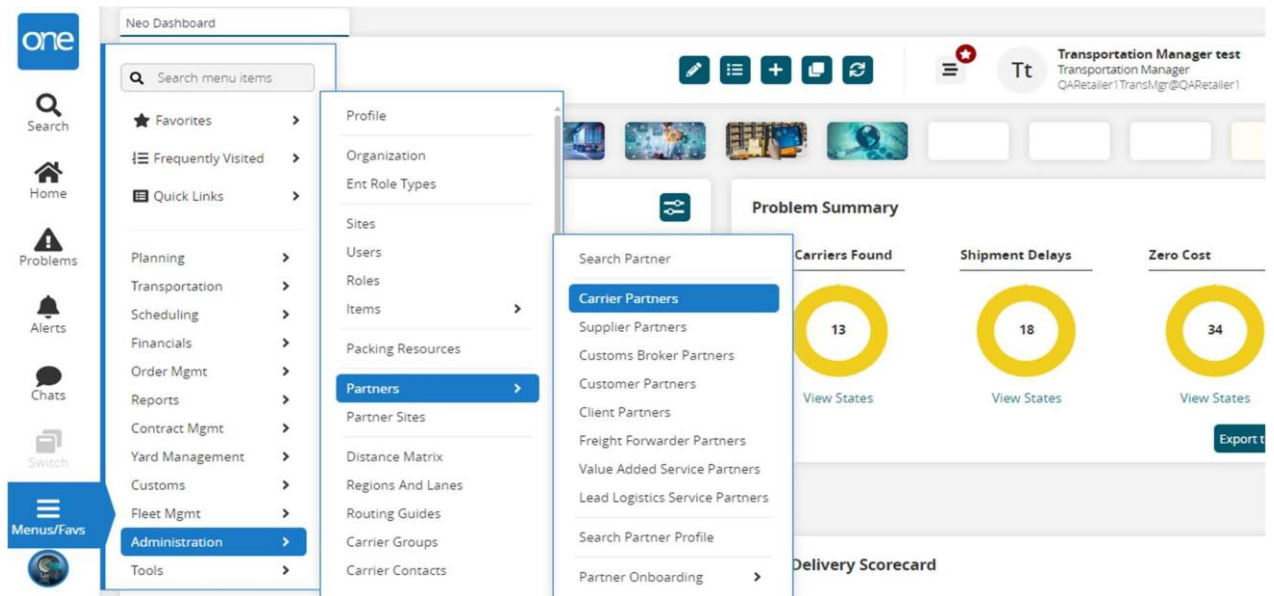 Neo Dashboard
one
Search
Home
Problems
Alerts
Chats
Switch
Menus/Favs
Search menu items
Favorites
Frequently Visited
Quick Links
Planning
Transportation
Scheduling
Financials
Order Mgmt
Reports
Contract Mgmt
Yard Management
Customs
Fleet Mgmt
Administration
Tools
Profile
Organization
Ent Role Types
Sites
Users
Roles
Items
Packing Resources
Partners
Partner Sites
Distance Matrix
Regions And Lanes
Routing Guides
Carrier Groups
Carrier Contacts
Search Partner
Carrier Partners
Supplier Partners
Customs Broker Partners
Customer Partners
Client Partners
Freight Forwarder Partners
Value Added Service Partners
Lead Logistics Service Partners
Search Partner Profile
Partner Onboarding
Tt
Transportation Manager test
Transportation Manager
QARetailer1TransMgr@QARetailer1
Problem Summary
Carriers Found
Shipment Delays
Zero Cost
13
18
34
View States
View States
View States
Export t
Delivery Scorecard